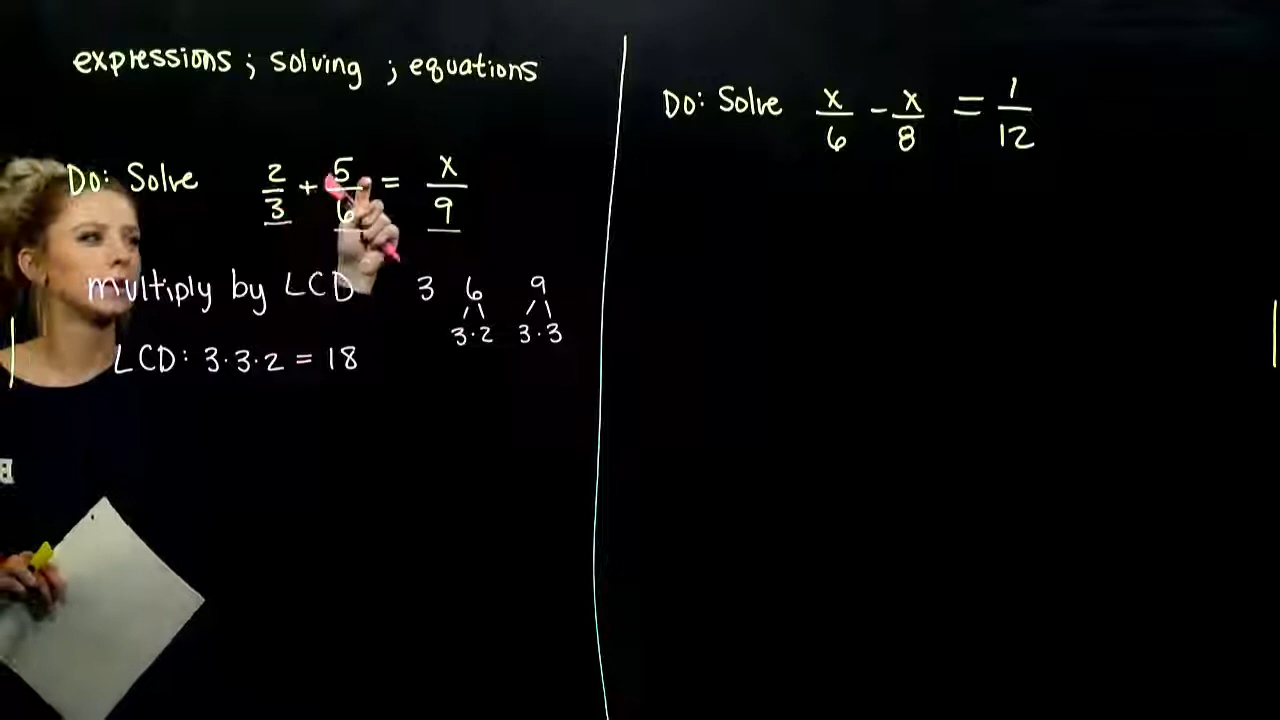 expressions ; solving ; equations
Do: Solve 2/3 + 5/6 = x/9
multiply by LCD 3 6 9
3·2 3·3
LCD: 3·3·2 = 18
Do: Solve x/6 - x/8 = 1/12